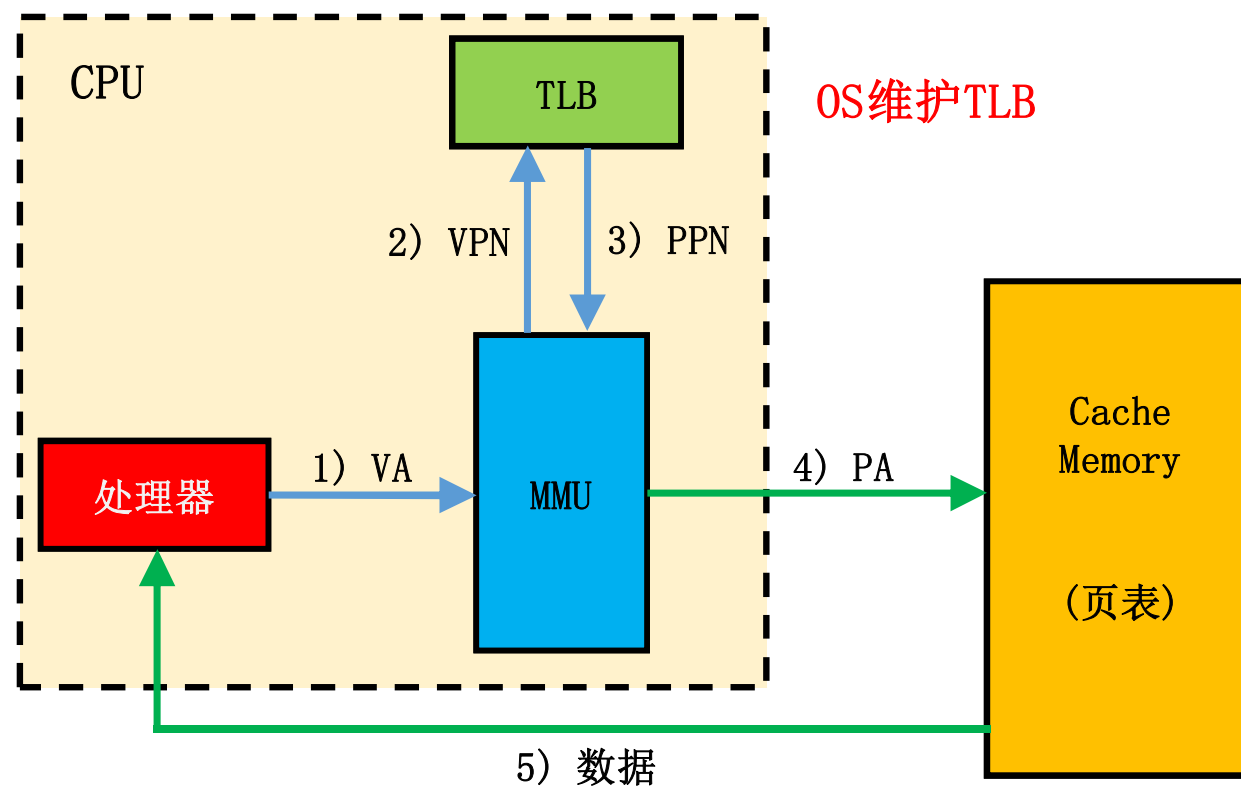 CPU
TLB
OS维护TLB
2) VPN
3) PPN
处理器
1) VA
MMU
4) PA
Cache
Memory
(页表)
5) 数据